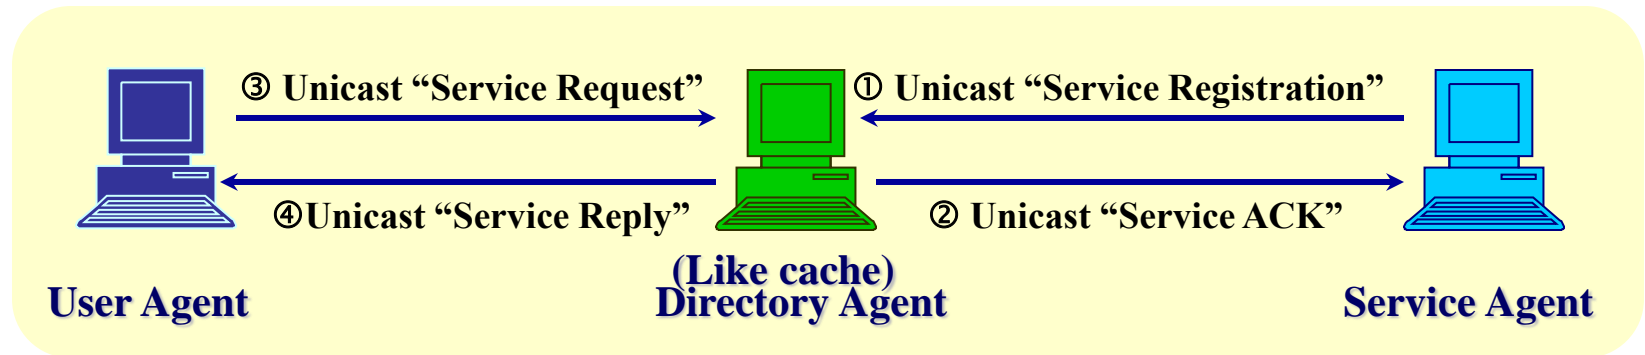 ③ Unicast “Service Request”
① Unicast “Service Registration”
④Unicast “Service Reply”
② Unicast “Service ACK”
(Like cache)
User Agent
Directory Agent
Service Agent